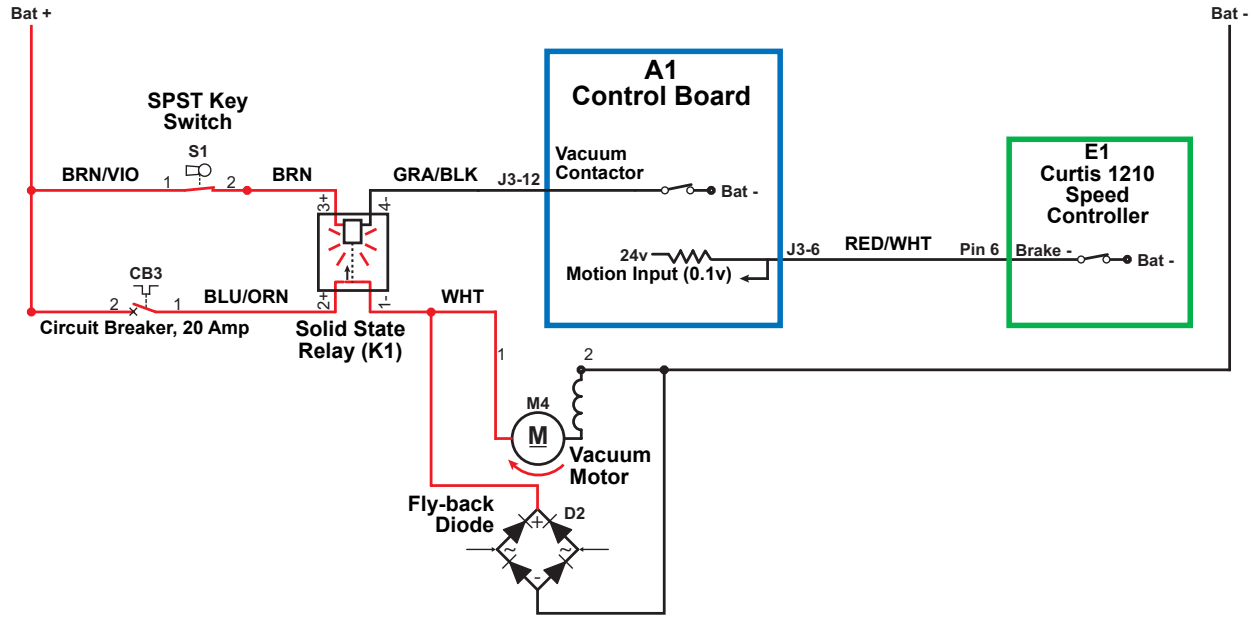 Bat +
Bat -
A1
Control Board
SPST Key
Switch
S1
E1
Curtis 1210
Speed
Controller
BRN/VIO
1
2
BRN
3+
4-
GRA/BLK
J3-12
Vacuum
Contactor
Bat -
24v
Motion Input (0.1v)
J3-6
RED/WHT
Pin 6
Brake -
Bat -
CB3
2
1
BLU/ORN
2+
1-
WHT
Circuit Breaker, 20 Amp
Solid State
Relay (K1)
1
2
M4
M
Vacuum
Motor
Fly-back
Diode
D2
+
~
~
-